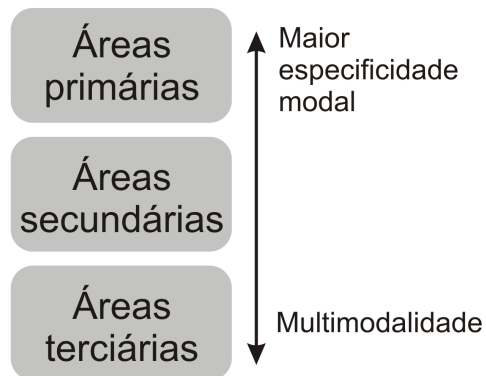 Áreas
primárias
Maior
especificidade
modal
Áreas
secundárias
Áreas
terciárias
Multimodalidade